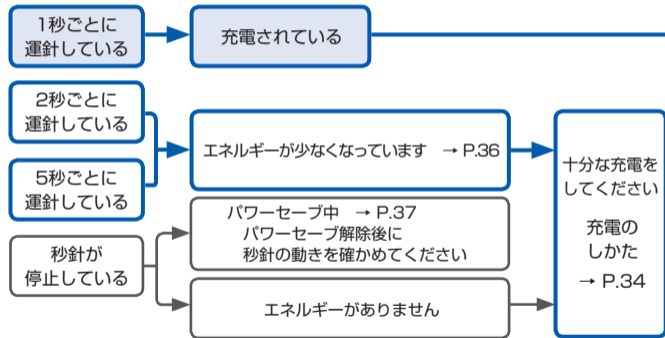 1秒ごとに
運針している
充電されている
2秒ごとに
運針している
5秒ごとに
運針している
エネルギーが少なくなっています → P.36
秒針が
停止している
パワーセーブ中 → P.37
パワーセーブ解除後に
秒針の動きを確かめてください
エネルギーがありません
十分な充電を
してください
充電の
しかた
→ P.34